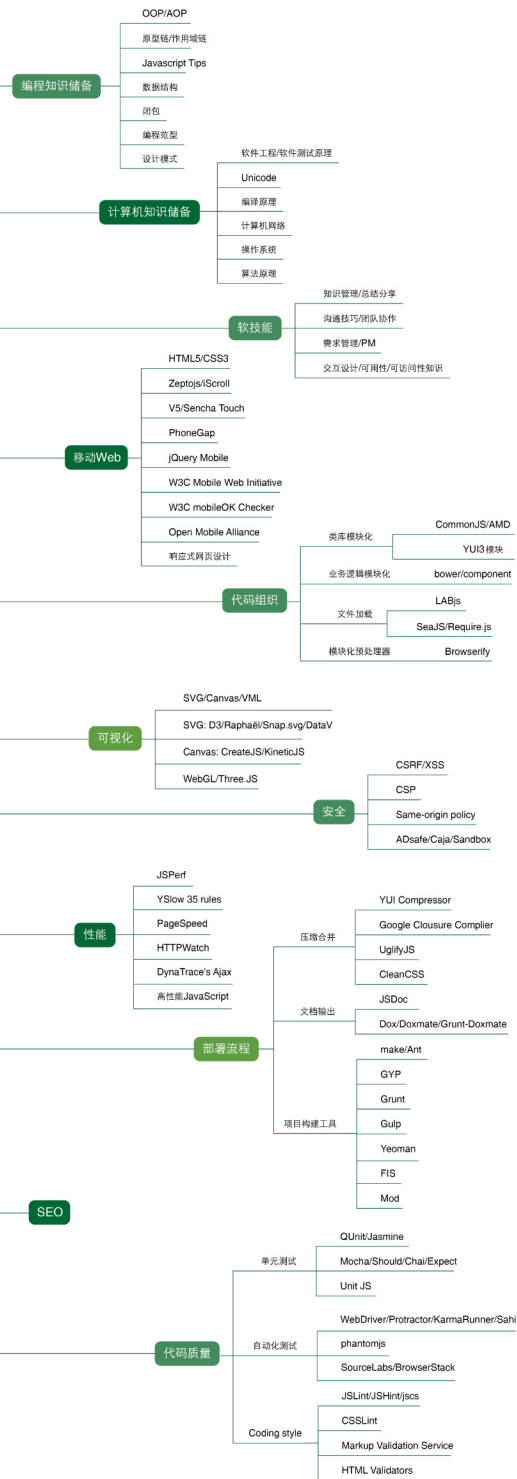 OOP/AOP
原型链/作用域链
Javascript Tips
编程知识储备
数据结构
闭包
编程范型
设计模式
软件工程/软件测试原理
Unicode
编译原理
计算机知识储备
计算机网络
操作系统
算法原理
知识管理/总结分享
沟通技巧/团队协作
软技能
需求管理/PM
交互设计/可用性/可访问性知识
HTML5/CSS3
Zeptojs/iScroll
V5/Sencha Touch
PhoneGap
移动Web
jQuery Mobile
W3C Mobile Web Initiative
W3C mobileOK Checker
Open Mobile Alliance
响应式网页设计
CommonJS/AMD
类库模块化
YUI3模块
业务逻辑模块化
bower/component
代码组织
LABjs
文件加载
SeaJS/Require.js
模块化预处理器
Browserify
SVG/Canvas/VML
SVG: D3/Raphaël/Snap.svg/DataV
可视化
Canvas: CreateJS/KineticJS
WebGL/Three.JS
CSRF/XSS
CSP
安全
Same-origin policy
ADsafe/Caja/Sandbox
JSPerf
YSlow 35 rules
PageSpeed
性能
HTTPWatch
DynaTrace's Ajax
高性能JavaScript
YUI Compressor
Google Clousure Complier
压缩合并
UglifyJS
CleanCSS
JSDoc
文档输出
Dox/Doxmate/Grunt-Doxmate
部署流程
make/Ant
GYP
Grunt
项目构建工具
Gulp
Yeoman
FIS
Mod
SEO
QUnit/Jasmine
单元测试
Mocha/Should/Chai/Expect
Unit JS
WebDriver/Protractor/KarmaRunner/Sahi
自动化测试
phantomjs
代码质量
SourceLabs/BrowserStack
JSLint/JSHint/jscs
CSSLint
Coding style
Markup Validation Service
HTML Validators